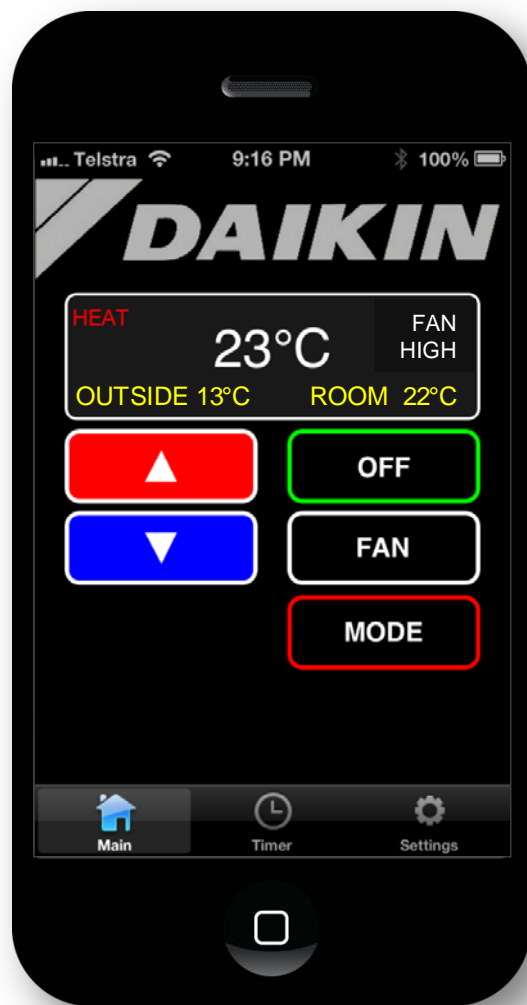 Telstra 9:16 PM 100%
DAIKIN
HEAT 23°C FAN
HIGH
OUTSIDE 13°C ROOM 22°C
▲ OFF
▼ FAN
MODE
Main Timer Settings